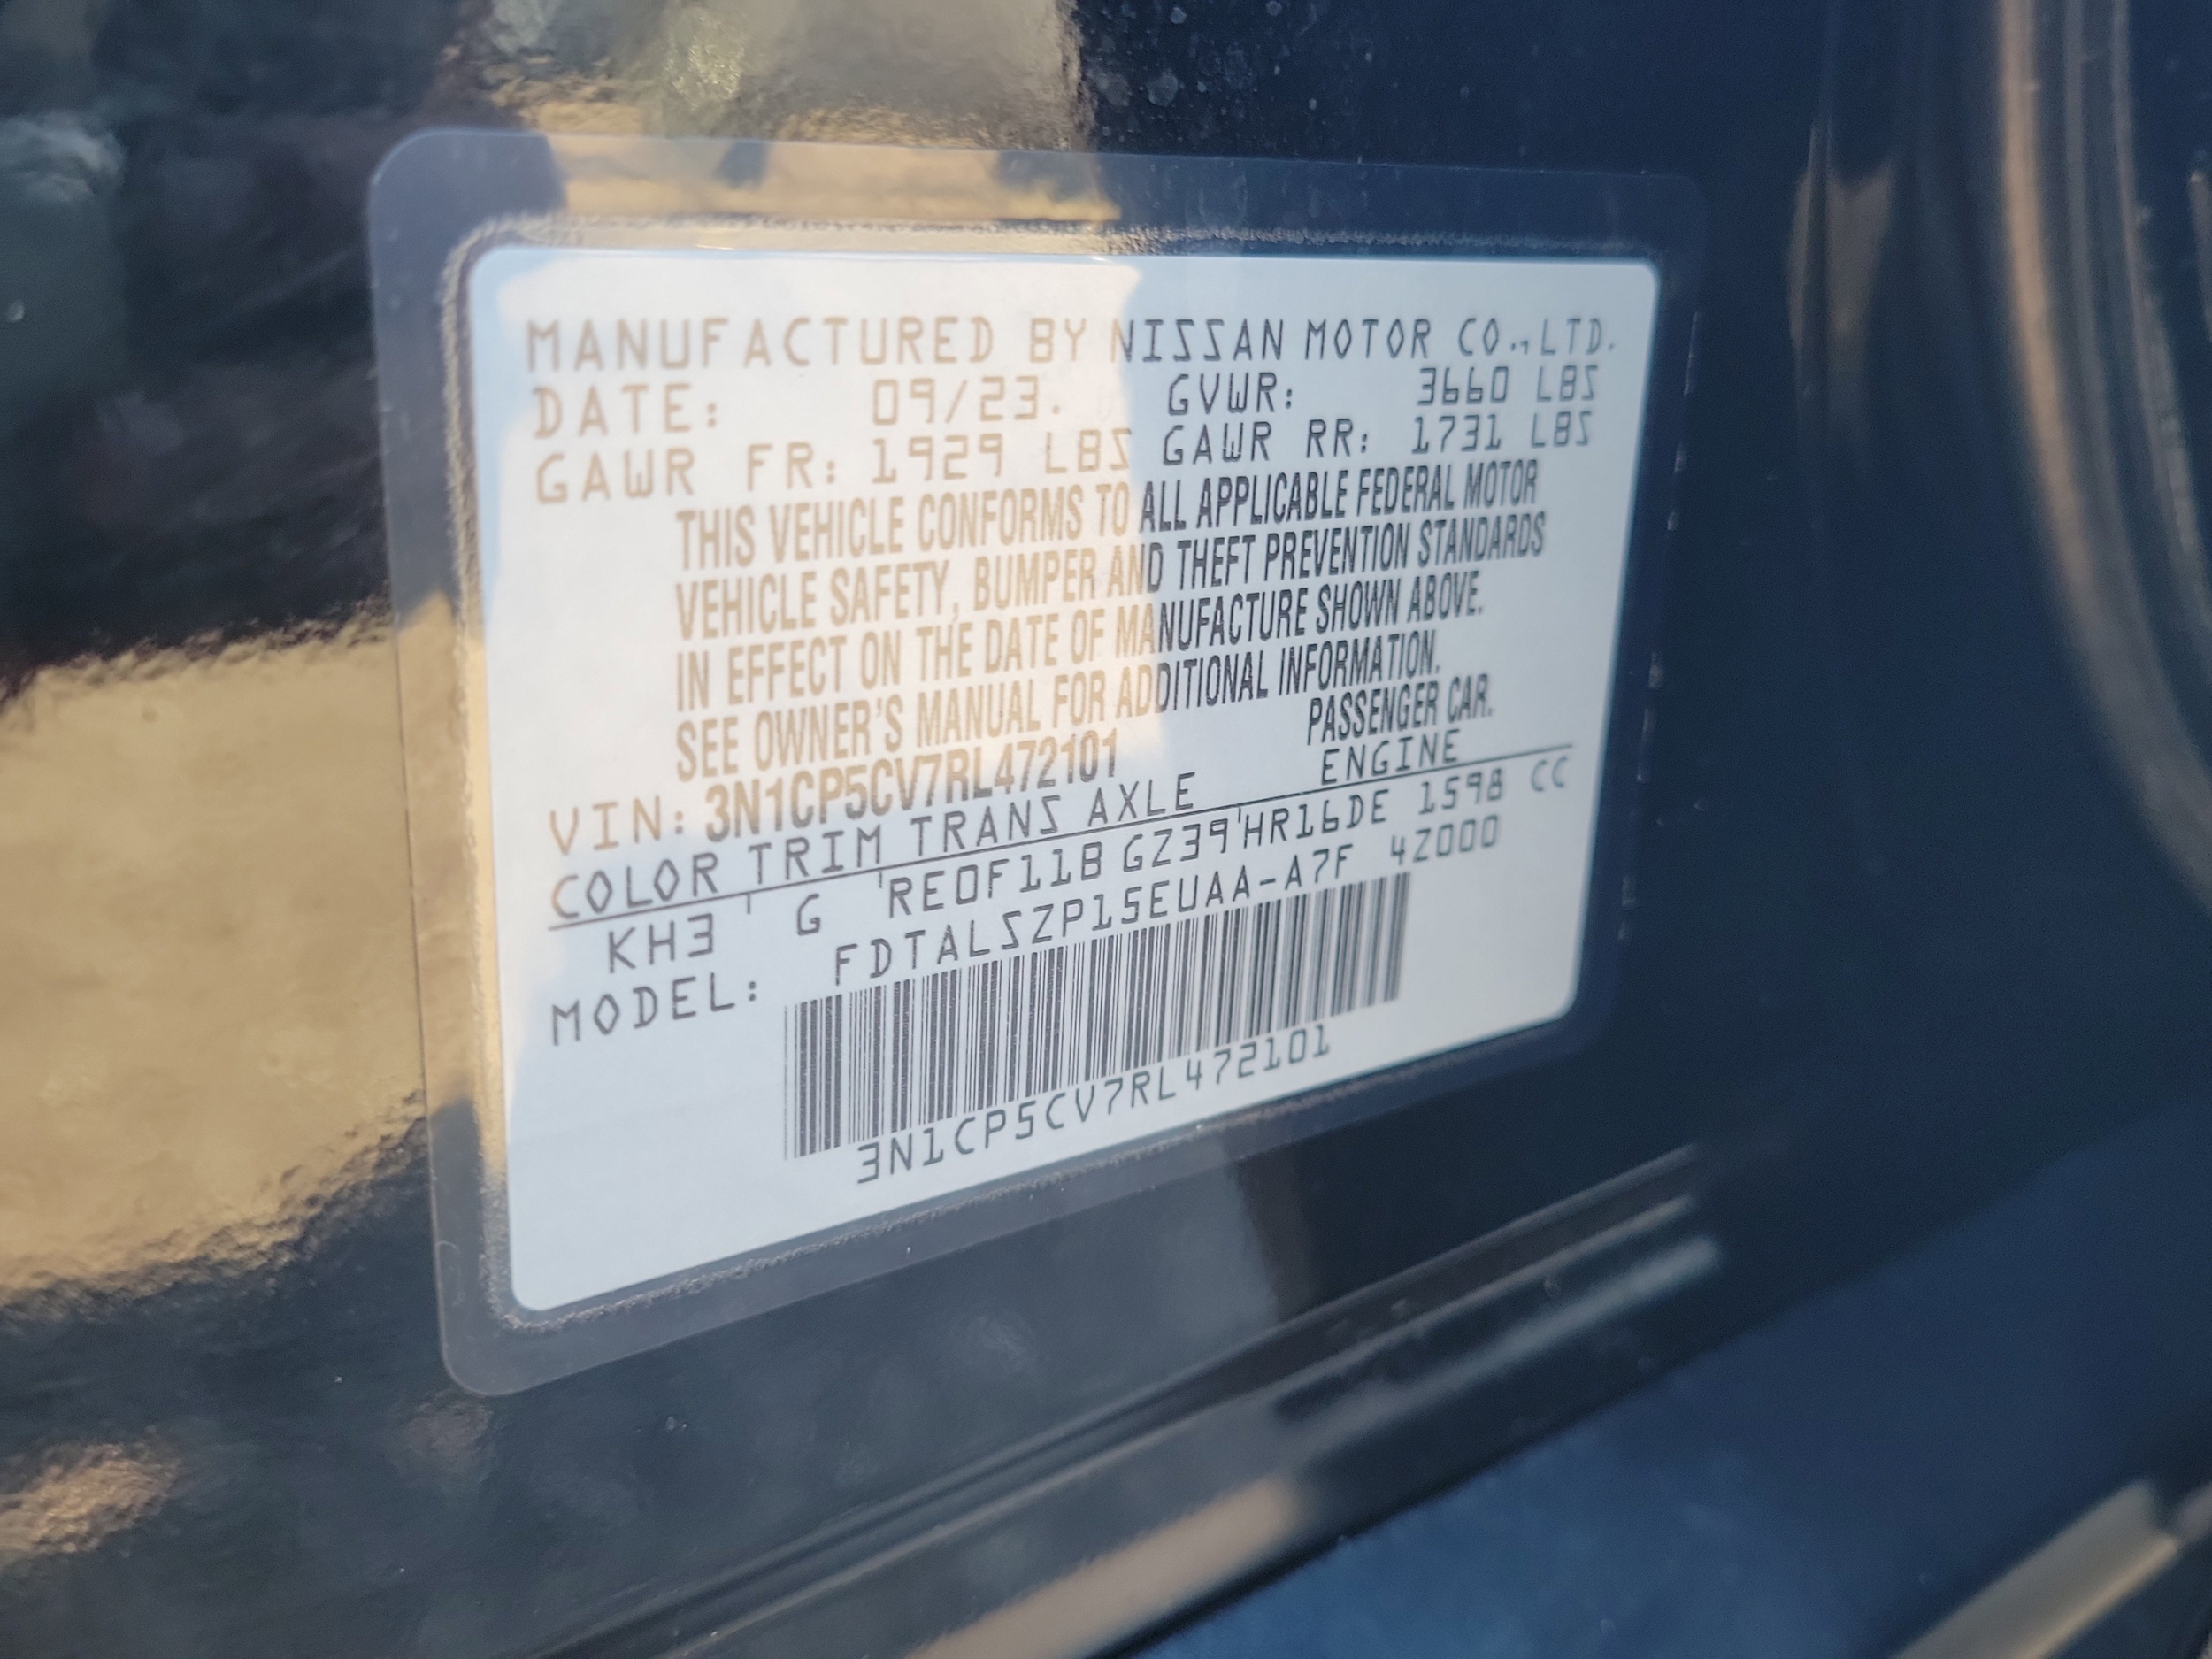 MANUFACTURED BY NISSAN MOTOR CO.,LTD.
DATE: 09/23. GVWR: 3660 LBS
GAWR FR: 1929 LBS GAWR RR: 1731 LBS
THIS VEHICLE CONFORMS TO ALL APPLICABLE FEDERAL MOTOR
VEHICLE SAFETY, BUMPER AND THEFT PREVENTION STANDARDS
IN EFFECT ON THE DATE OF MANUFACTURE SHOWN ABOVE.
SEE OWNER'S MANUAL FOR ADDITIONAL INFORMATION.
VIN: 3N1CP5CV7RL472101 PASSENGER CAR.
COLOR TRIM TRANS AXLE ENGINE
KH3 ' G 'RE0F11B GZ39'HR16DE 1598 CC
MODEL: FDTALSZP15EUAA-A7F 4Z000
3N1CP5CV7RL472101